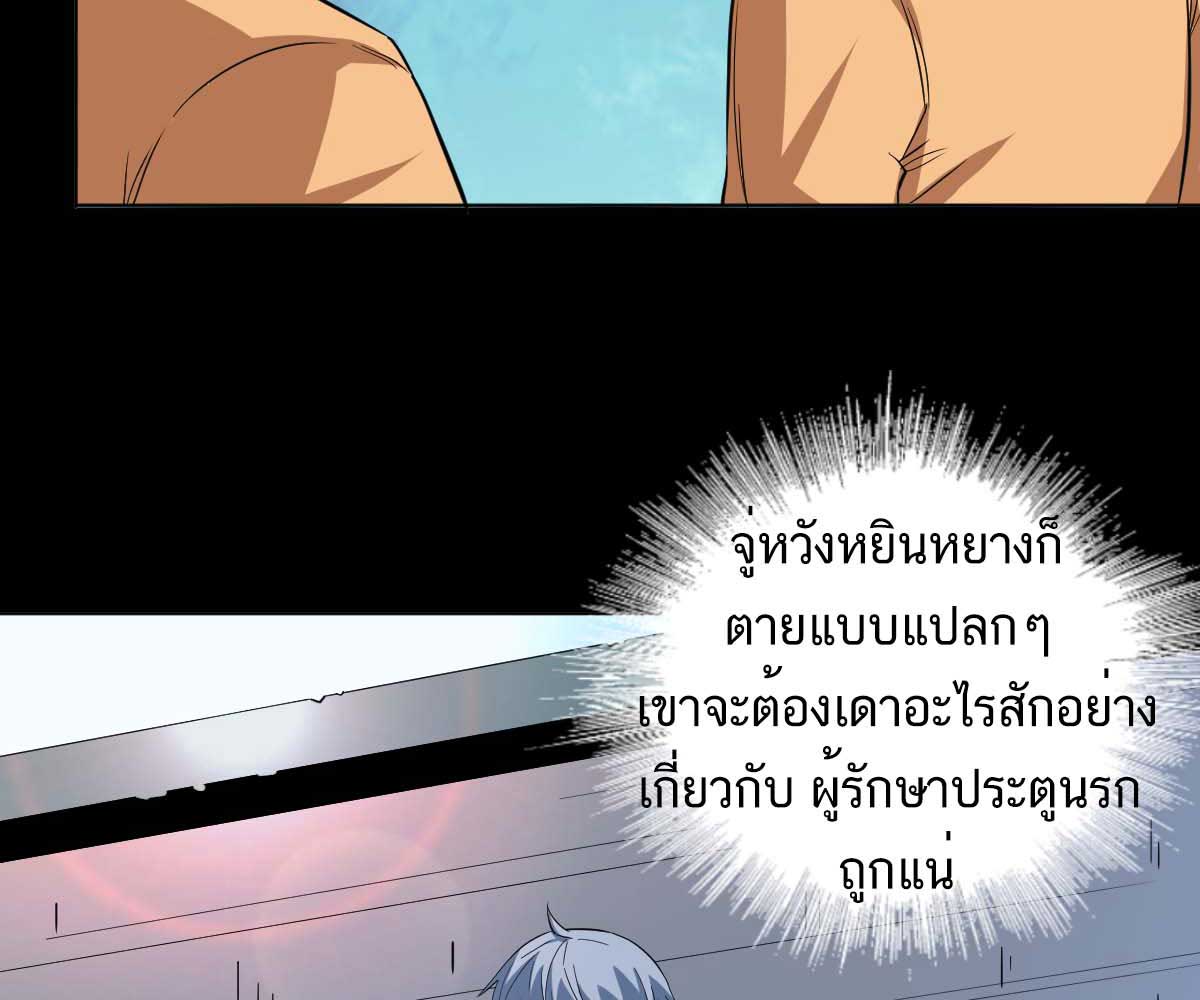 จู่หวังหยินหยางก็
ตายแบบแปลกๆ
เขาจะต้องเดาอะไรสักอย่าง
เกี่ยวกับ ผู้รักษาประตูนรก
ถูกแน่